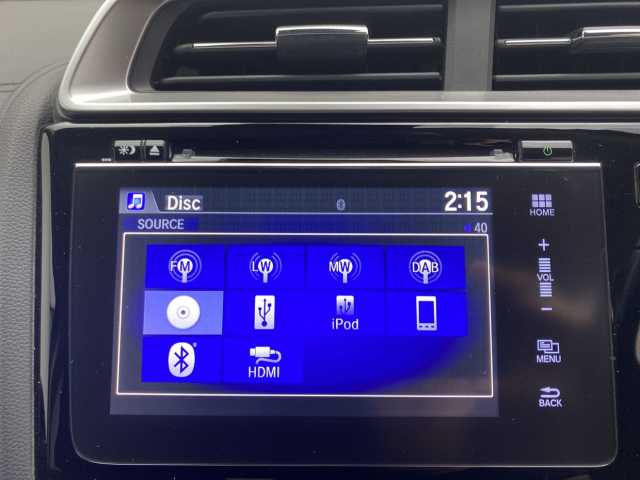 Disc 2:15
SOURCE 40
FM LW MW DAB
iPod
HDMI
HOME
+
VOL
−
MENU
BACK